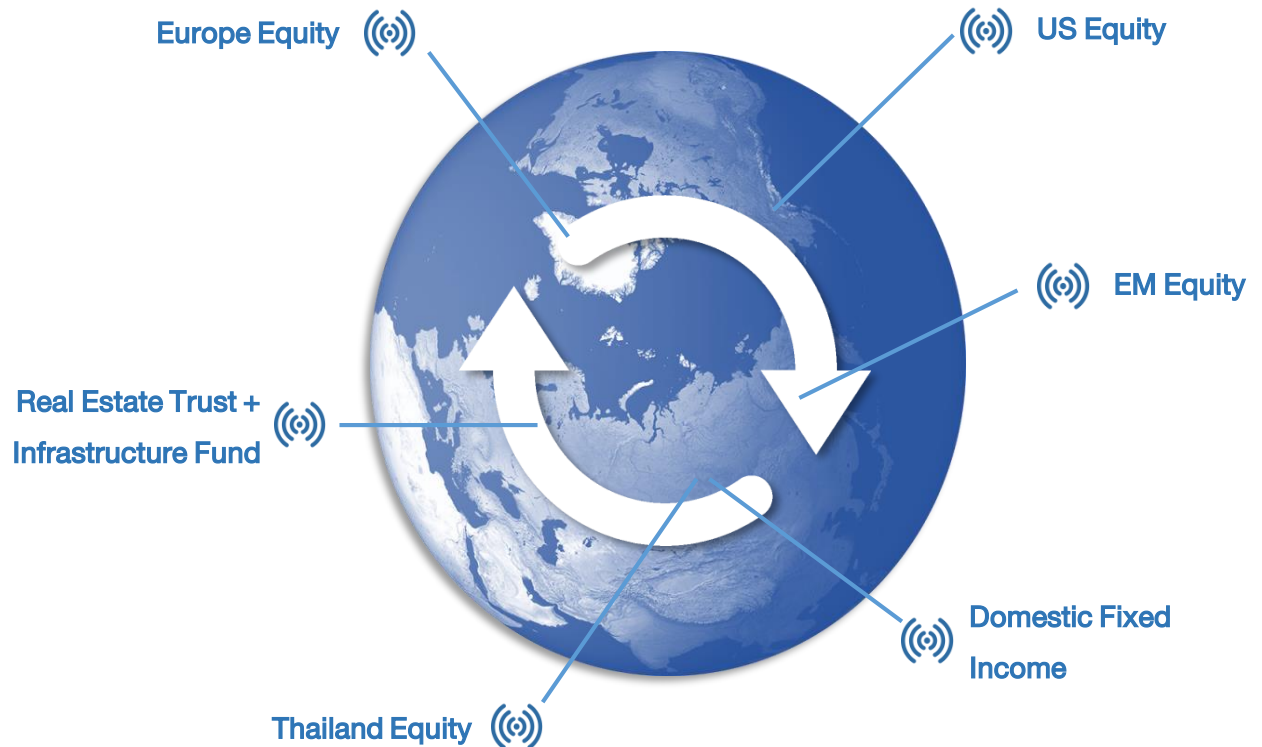 Europe Equity
US Equity
EM Equity
Real Estate Trust +
Infrastructure Fund
Domestic Fixed
Income
Thailand Equity